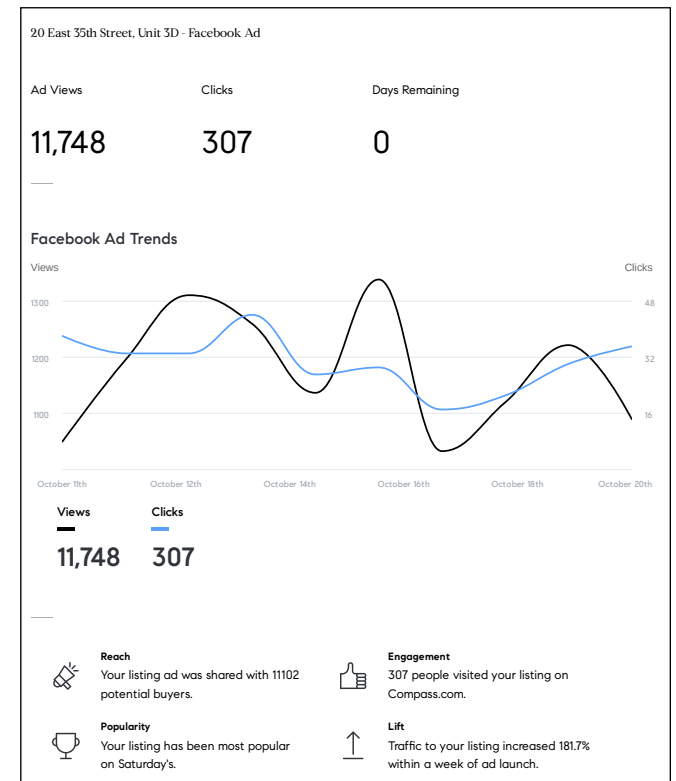 20 East 35th Street, Unit 3D - Facebook Ad
Ad Views
Clicks
Days Remaining
11,748
307
0
Facebook Ad Trends
Views
Clicks
1300
48
1200
32
1100
16
October 11th
October 12th
October 14th
October 16th
October 18th
October 20th
Views
Clicks
11,748
307
Reach
Your listing ad was shared with 11102
potential buyers.
Engagement
307 people visited your listing on
Compass.com.
Popularity
Your listing has been most popular
on Saturday's.
Lift
Traffic to your listing increased 181.7%
within a week of ad launch.